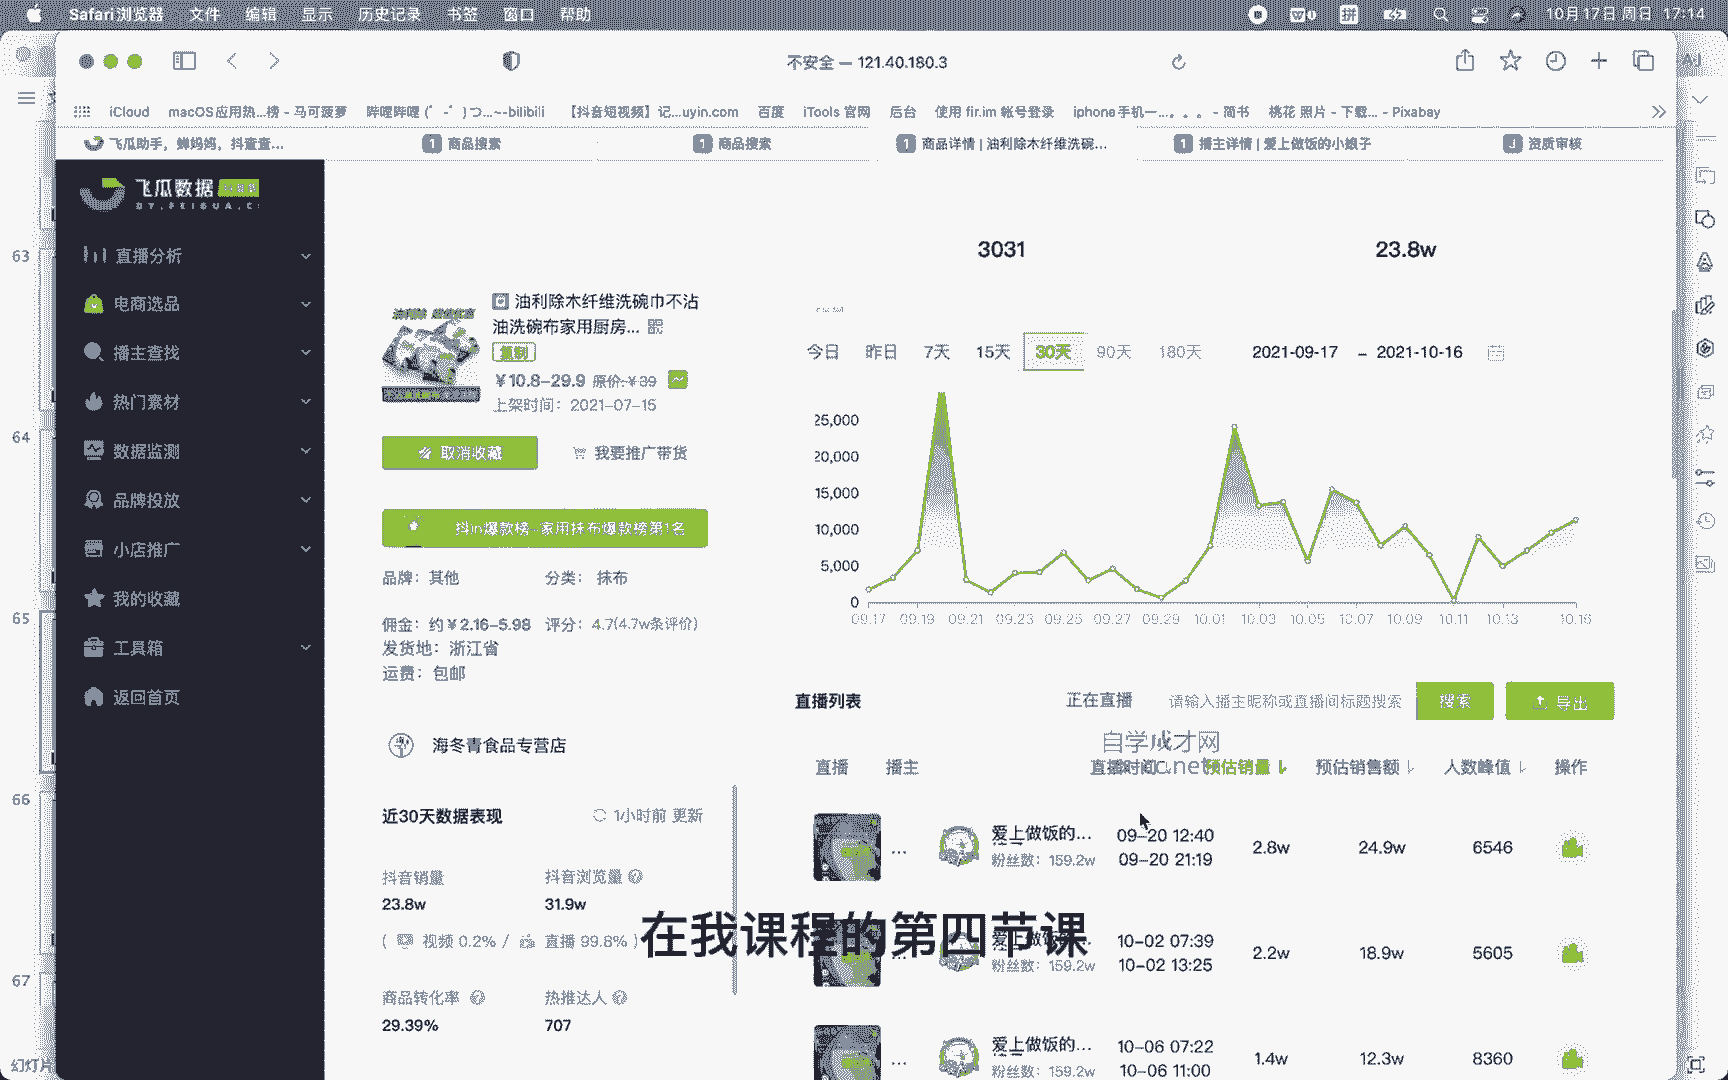 Safari浏览器 文件 编辑 显示 历史记录 书签 窗口 帮助 拼 10月17日 周日 17:14
不安全 — 121.40.180.3
iCloud macOS应用热...榜 - 马可菠萝 哔哩哔哩 (゜-゜)つ...~-bilibili 【抖音短视频】记...uyin.com 百度 iTools 官网 后台 使用 fir.im 帐号登录 iphone手机一...。。。 - 简书 桃花 照片 - 下载... - Pixabay
飞瓜助手，蝉妈妈，抖查查... 1 商品搜索 1 商品搜索 1 商品详情 | 油利除木纤维洗碗... 1 播主详情 | 爱上做饭的小娘子 J 资质审核
飞瓜数据
直播分析
电商选品
播主查找
热门素材
数据监测
品牌投放
小店推广
我的收藏
工具箱
返回首页
63
64
65
66
67
幻灯片
油利除木纤维洗碗巾不沾
油洗碗布家用厨房...
复制
¥10.8-29.9 原价:¥39
上架时间：2021-07-15
取消收藏 我要推广带货
抖in爆款榜-家用抹布爆款榜第1名
品牌：其他 分类：抹布
佣金：约¥2.16-5.98 评分：4.7(4.7w条评价)
发货地：浙江省
运费：包邮
海冬青食品专营店
近30天数据表现 1小时前 更新
抖音销量 抖音浏览量
23.8w 31.9w
( 视频 0.2% / 直播 99.8% )
商品转化率 热推达人
29.39% 707
3031 23.8w
今日 昨日 7天 15天 30天 90天 180天 2021-09-17 – 2021-10-16
25,000
20,000
15,000
10,000
5,000
0
09.17 09.19 09.21 09.23 09.25 09.27 09.29 10.01 10.03 10.05 10.07 10.09 10.11 10.13 10.16
直播列表 正在直播 请输入播主昵称或直播间标题搜索 搜索 导出
自学成才网
直播 播主 直播时间 预估销量 预估销售额 人数峰值 操作
... 爱上做饭的... 09-20 12:40
粉丝数：159.2w 09-20 21:19 2.8w 24.9w 6546
... 爱上做饭的... 10-02 07:39
粉丝数：159.2w 10-02 13:25 2.2w 18.9w 5605
... 爱上做饭的... 10-06 07:22
粉丝数：159.2w 10-06 11:00 1.4w 12.3w 8360
在我课程的第四节课